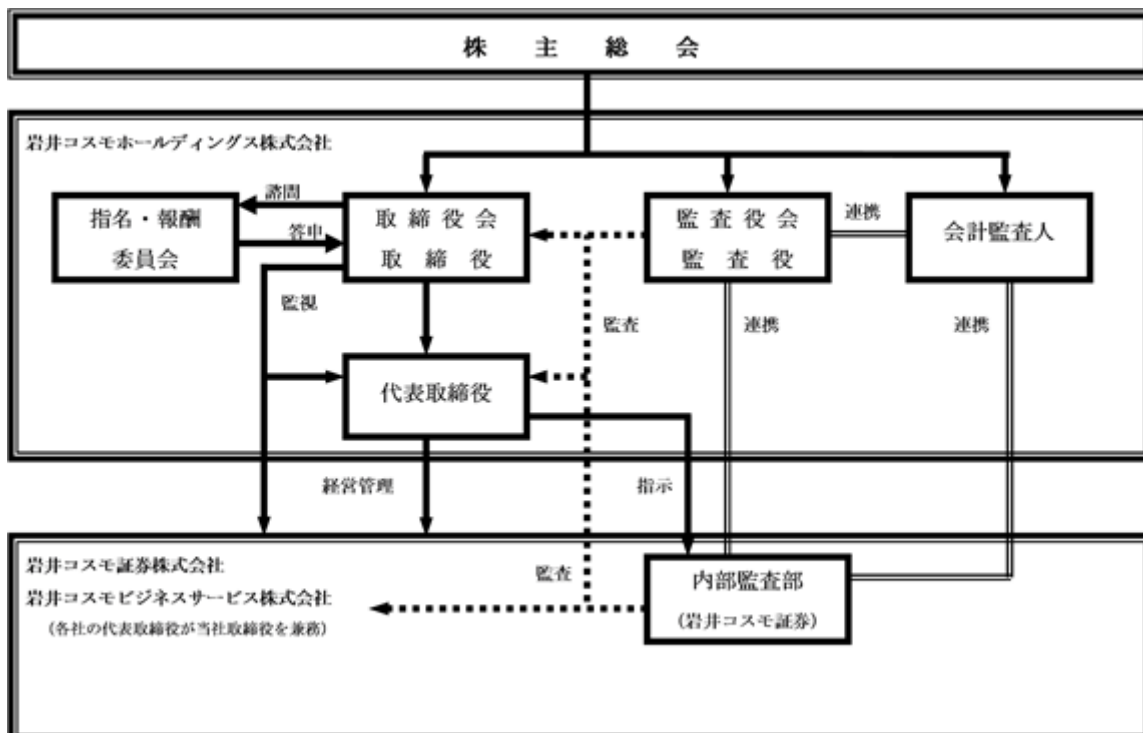 株主総会
岩井コスモホールディングス株式会社
諮問
指名・報酬
委員会
答申
取締役会
取締役
監査役会
監査役
連携
会計監査人
監視
監査
連携
連携
代表取締役
経営管理
指示
岩井コスモ証券株式会社
岩井コスモビジネスサービス株式会社
(各社の代表取締役が当社取締役を兼務)
監査
内部監査部
(岩井コスモ証券)